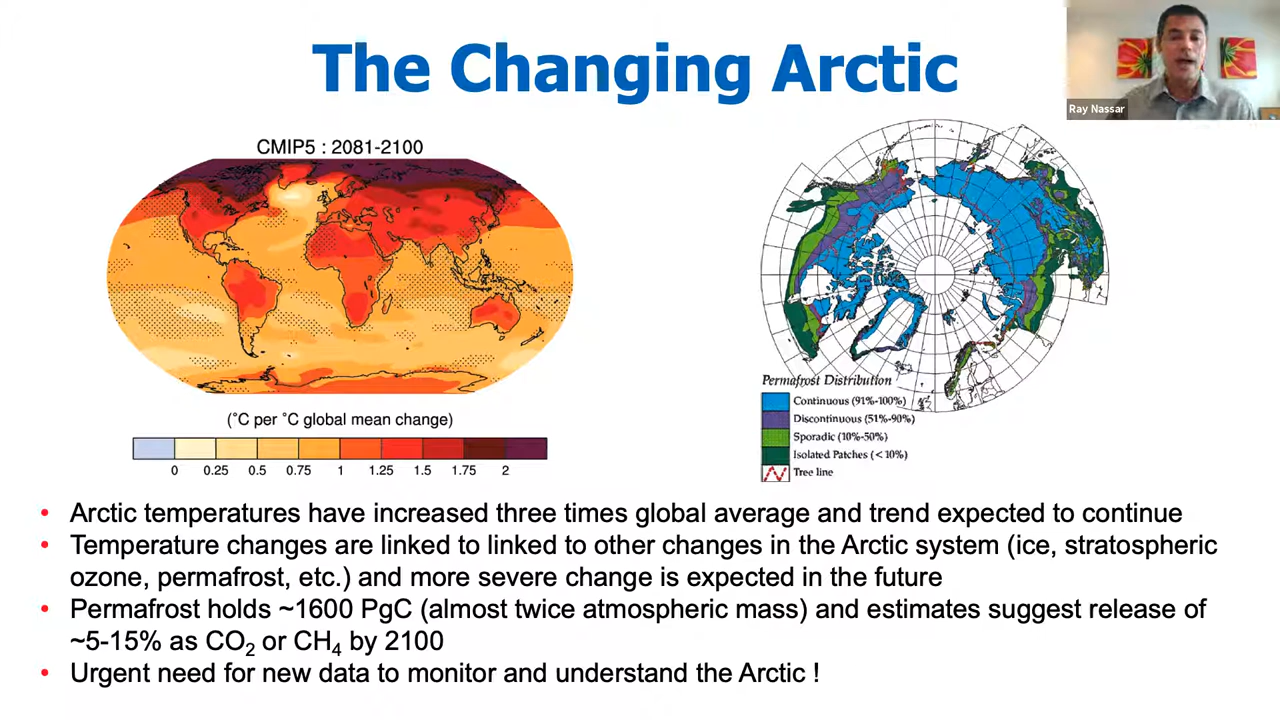 The Changing Arctic
Ray Nassar
CMIP5 : 2081-2100
(°C per °C global mean change)
0 0.25 0.5 0.75 1 1.25 1.5 1.75 2
Permafrost Distribution
Continuous (91%-100%)
Discontinuous (51%-90%)
Sporadic (10%-50%)
Isolated Patches (<10%)
Tree line
• Arctic temperatures have increased three times global average and trend expected to continue
• Temperature changes are linked to linked to other changes in the Arctic system (ice, stratospheric
ozone, permafrost, etc.) and more severe change is expected in the future
• Permafrost holds ~1600 PgC (almost twice atmospheric mass) and estimates suggest release of
~5-15% as CO₂ or CH₄ by 2100
• Urgent need for new data to monitor and understand the Arctic !